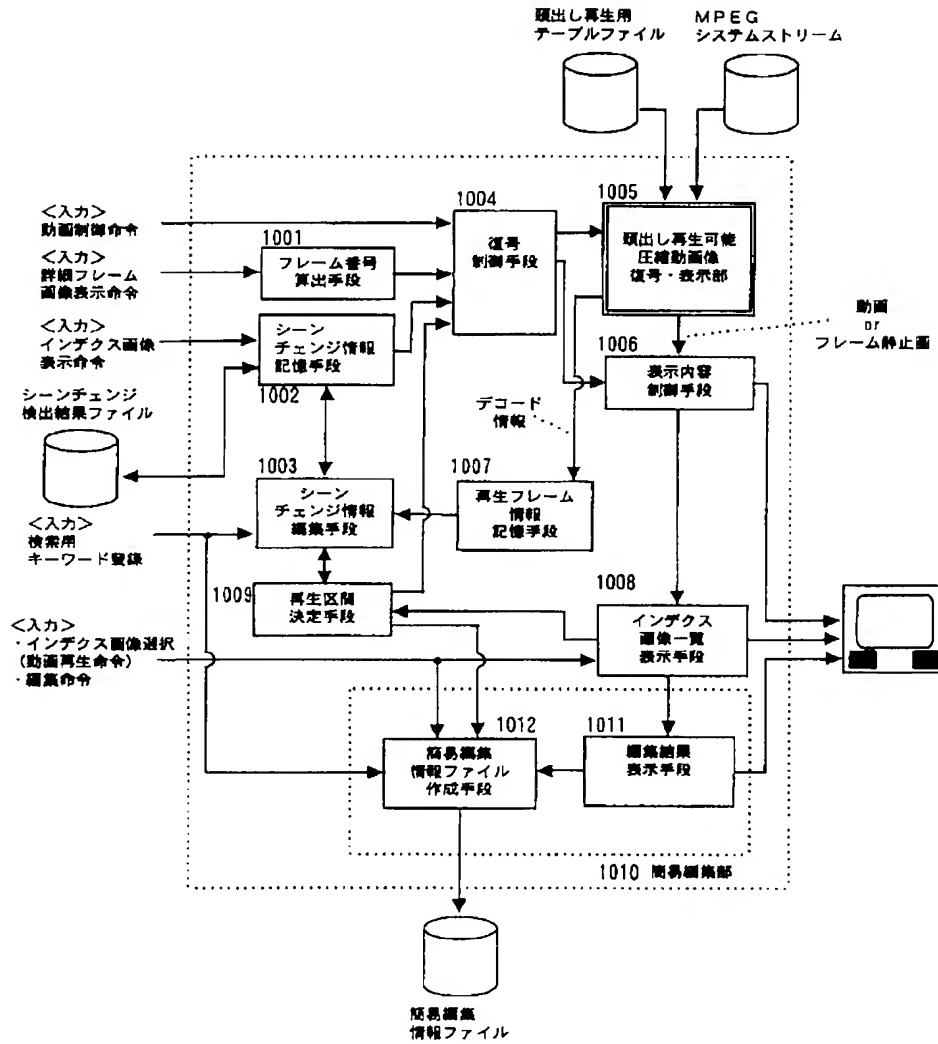 頭出し再生用
テーブルファイル
MPEG
システムストリーム
<入力>
動画制御命令
<入力>
詳細フレーム
画像表示命令
<入力>
インデクス画像
表示命令
シーンチェンジ
検出結果ファイル
<入力>
検索用
キーワード登録
<入力>
・インデクス画像選択
(動画再生命令)
・編集命令
1001
フレーム番号
算出手段
シーン
チェンジ情報
記憶手段
1002
1003
シーン
チェンジ情報
編集手段
1004
復号
制御手段
1005
頭出し再生可能
圧縮動画像
復号・表示部
動画
or
フレーム静止画
1006
表示内容
制御手段
デコード
情報
1007
再生フレーム
情報
記憶手段
1008
インデクス
画像一覧
表示手段
1009
再生区間
決定手段
1012
簡易編集
情報ファイル
作成手段
1011
編集結果
表示手段
1010 簡易編集部
簡易編集
情報ファイル